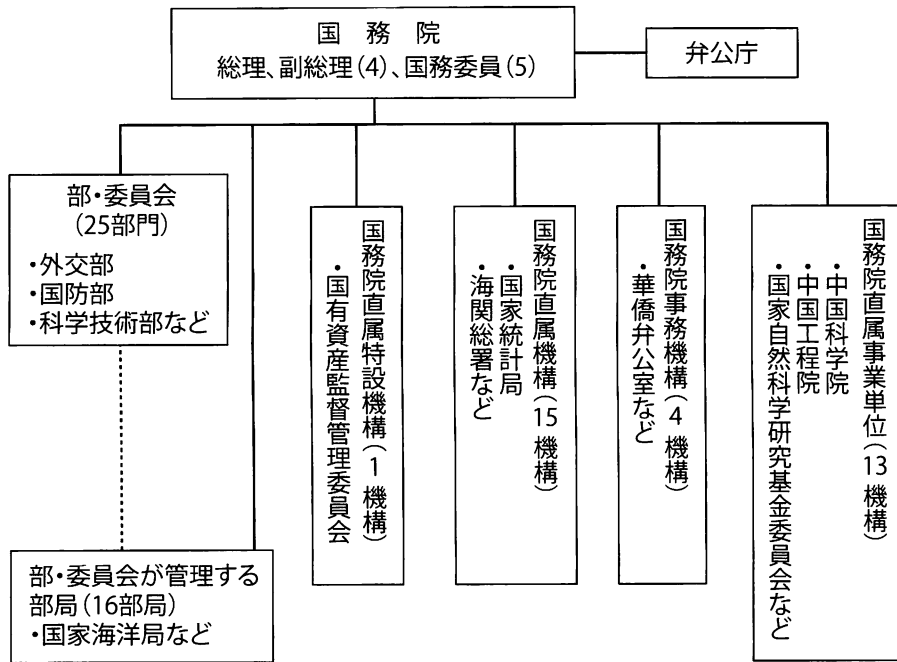 国務院
総理、副総理(4)、国務委員(5)
弁公庁
部・委員会
(25部門)
・外交部
・国防部
・科学技術部など
部・委員会が管理する
部局(16部局)
・国家海洋局など
国務院直属特設機構(1機構)
・国有資産監督管理委員会
国務院直属機構(15機構)
・国家統計局
・海関総署など
国務院事務機構(4機構)
・華僑弁公室など
国務院直属事業単位(13機構)
・中国科学院
・中国工程院
・国家自然科学研究基金委員会など